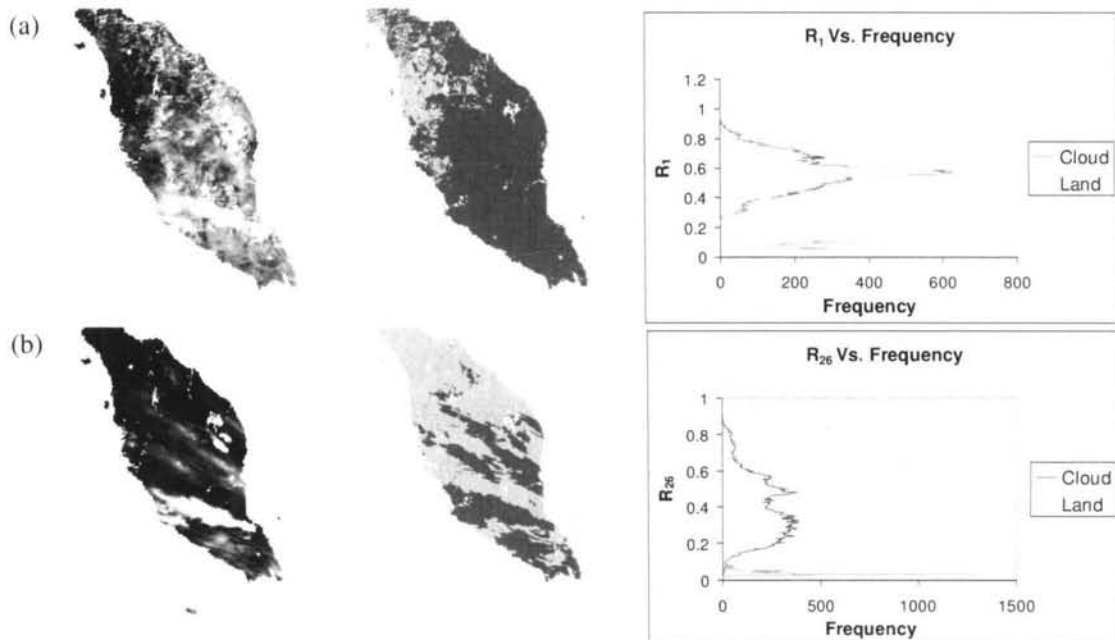 (a)
R₁ Vs. Frequency
1.2
1
0.8
0.6
0.4
0.2
0
R₁
0 200 400 600 800
Frequency
Cloud
Land
(b)
R₂₆ Vs. Frequency
1
0.8
0.6
0.4
0.2
0
R₂₆
0 500 1000 1500
Frequency
Cloud
Land